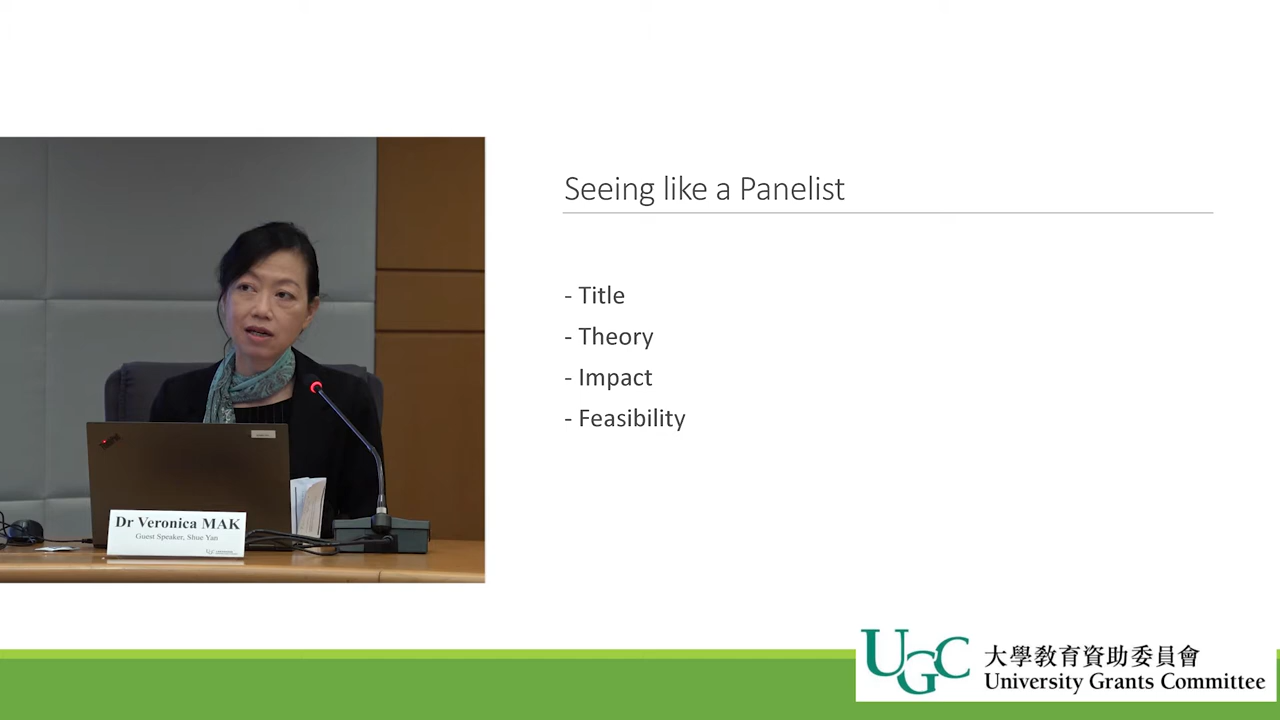 Seeing like a Panelist
- Title
- Theory
- Impact
- Feasibility
Dr Veronica MAK
Guest Speaker, Shue Yan
UGC
UGC
大學教育資助委員會
University Grants Committee